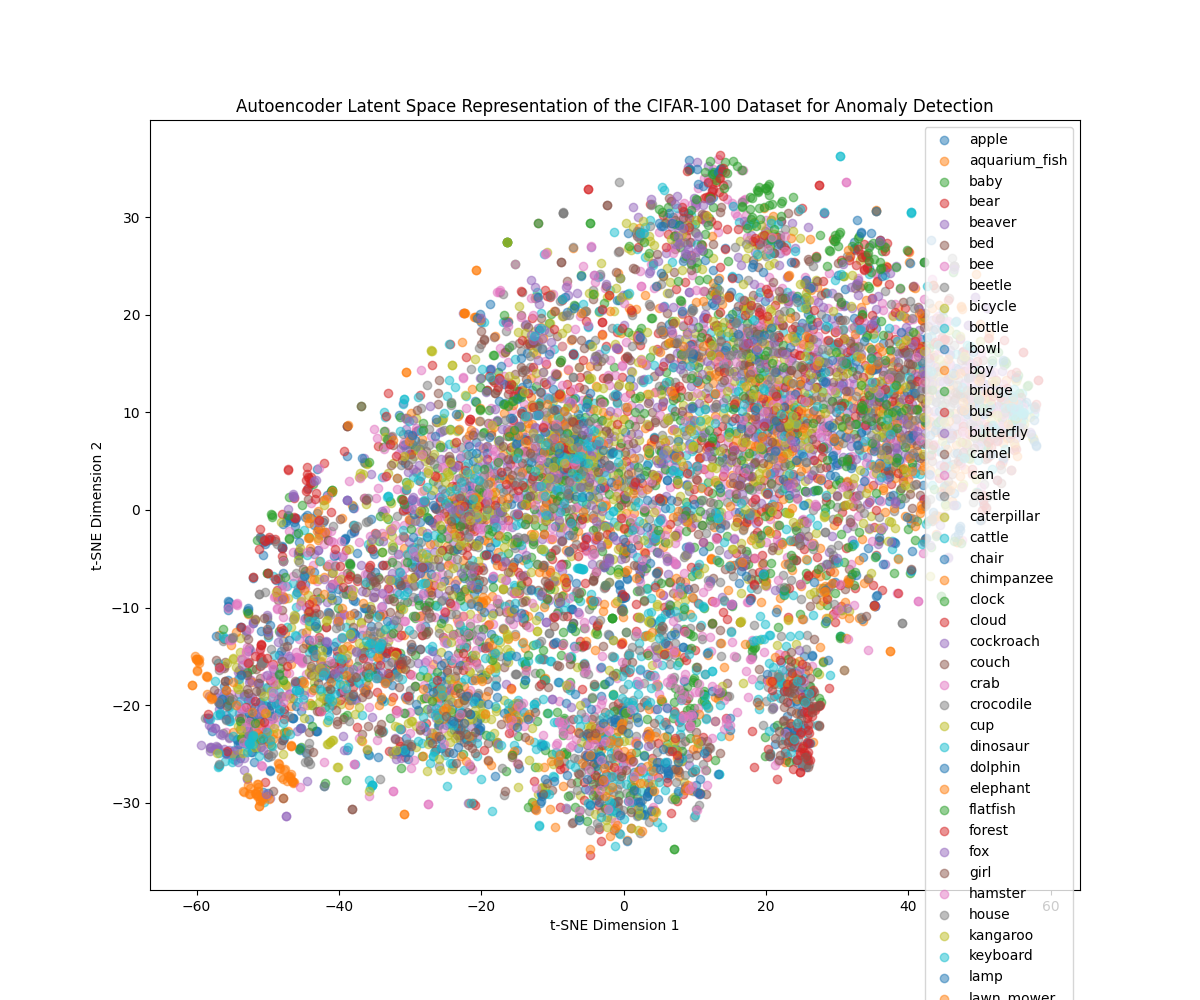 Autoencoder Latent Space Representation of the CIFAR-100 Dataset for Anomaly Detection
t-SNE Dimension 2
30
20
10
0
−10
−20
−30
−60
−40
−20
0
20
40
60
t-SNE Dimension 1
apple
aquarium_fish
baby
bear
beaver
bed
bee
beetle
bicycle
bottle
bowl
boy
bridge
bus
butterfly
camel
can
castle
caterpillar
cattle
chair
chimpanzee
clock
cloud
cockroach
couch
crab
crocodile
cup
dinosaur
dolphin
elephant
flatfish
forest
fox
girl
hamster
house
kangaroo
keyboard
lamp
lawn_mower